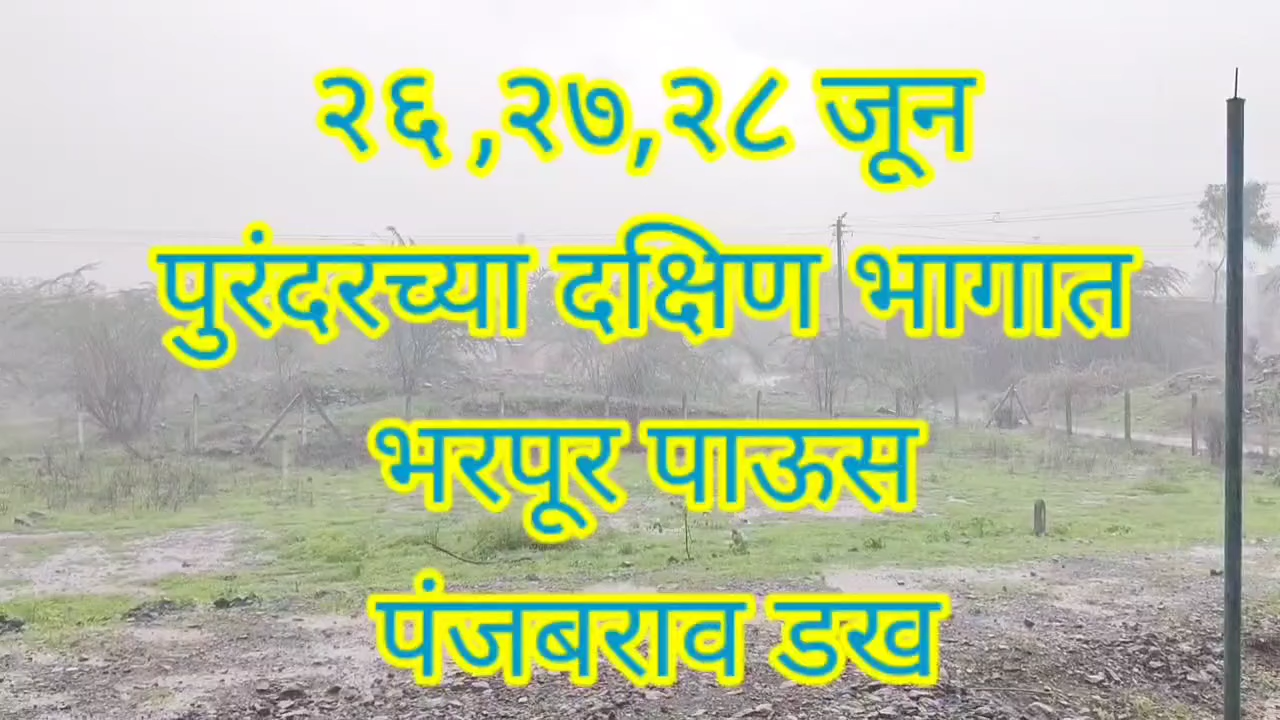 २६ ,२७,२८ जून
पुरंदरच्या दक्षिण भागात
भरपूर पाऊस
पंजबराव डख